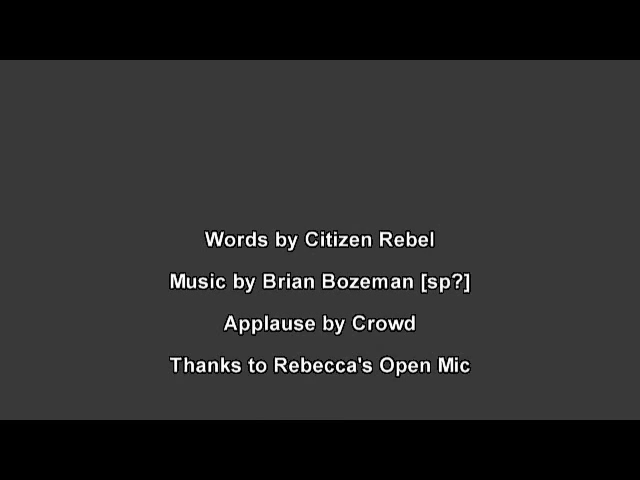 Words by Citizen Rebel
Music by Brian Bozeman [sp?]
Applause by Crowd
Thanks to Rebecca's Open Mic